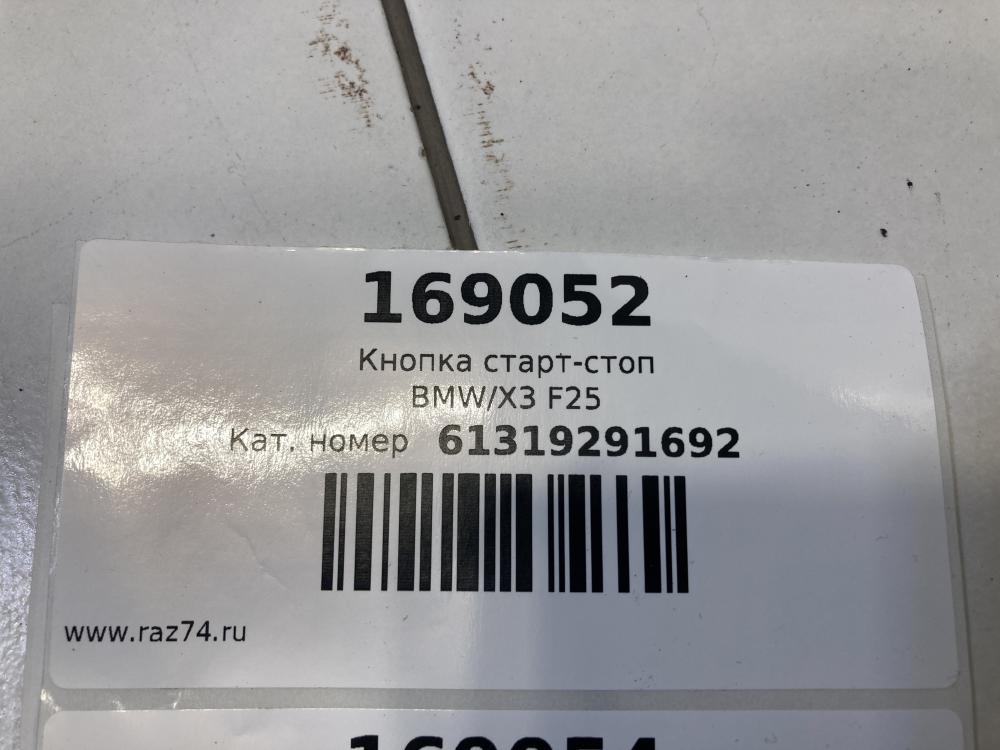 169052
Кнопка старт-стоп
BMW/X3 F25
Кат. номер 61319291692
www.raz74.ru